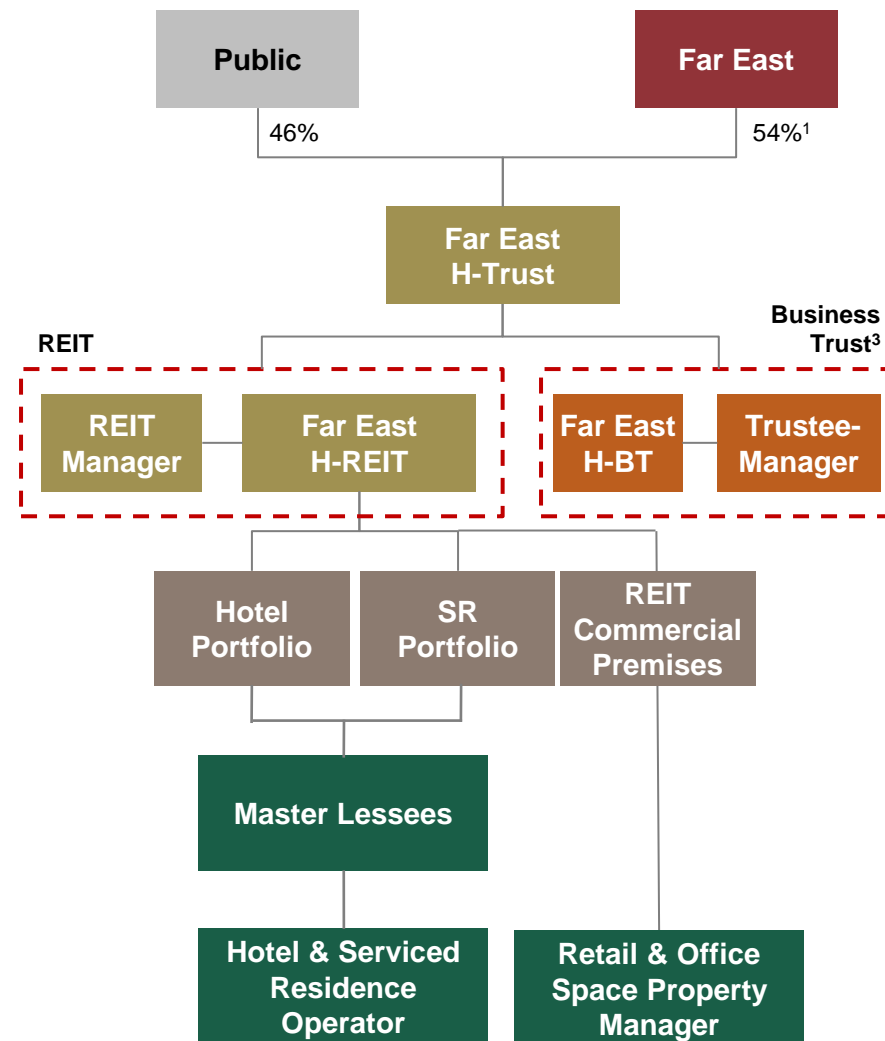 Public
Far East
46%
54%¹
Far East
H-Trust
REIT
Business
Trust³
REIT
Manager
Far East
H-REIT
Far East
H-BT
Trustee-
Manager
Hotel
Portfolio
SR
Portfolio
REIT
Commercial
Premises
Master Lessees
Hotel & Serviced
Residence
Operator
Retail & Office
Space Property
Manager